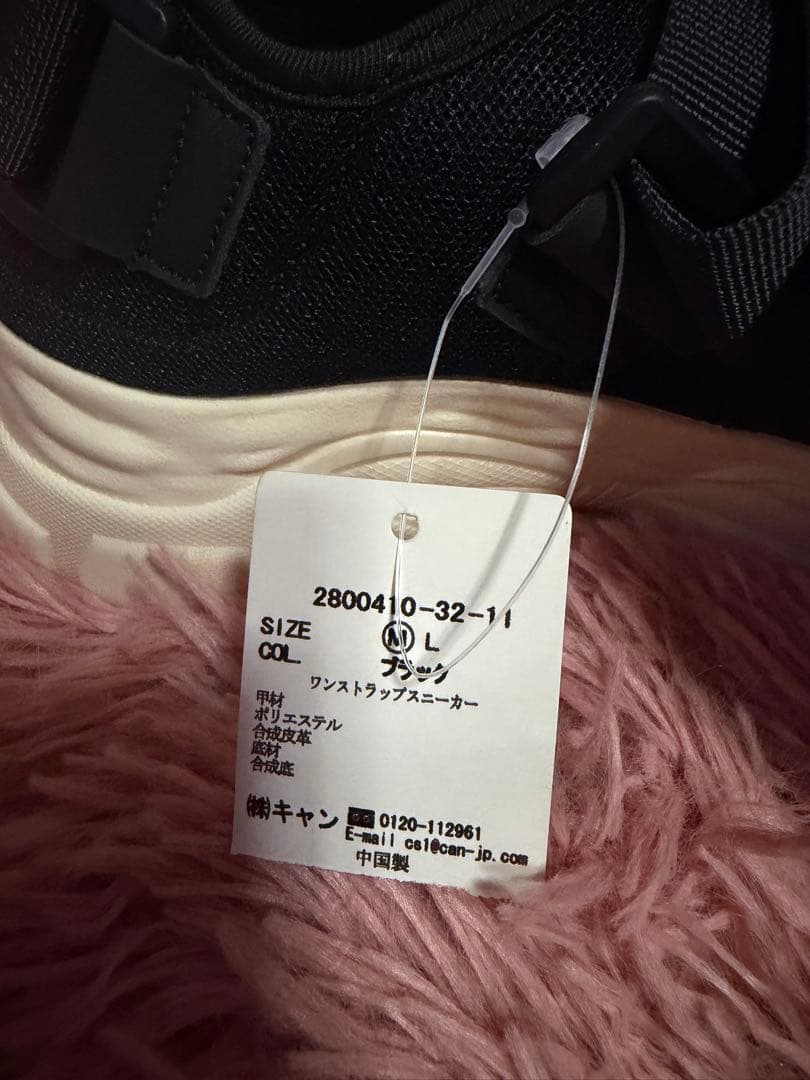 2800410-32-11
SIZE Ⓜ L
COL. ブラック
ワンストラップスニーカー
甲材
ポリエステル
合成皮革
底材
合成底
㈱キャン 0120-112961
E-mail cs1@can-jp.com
中国製